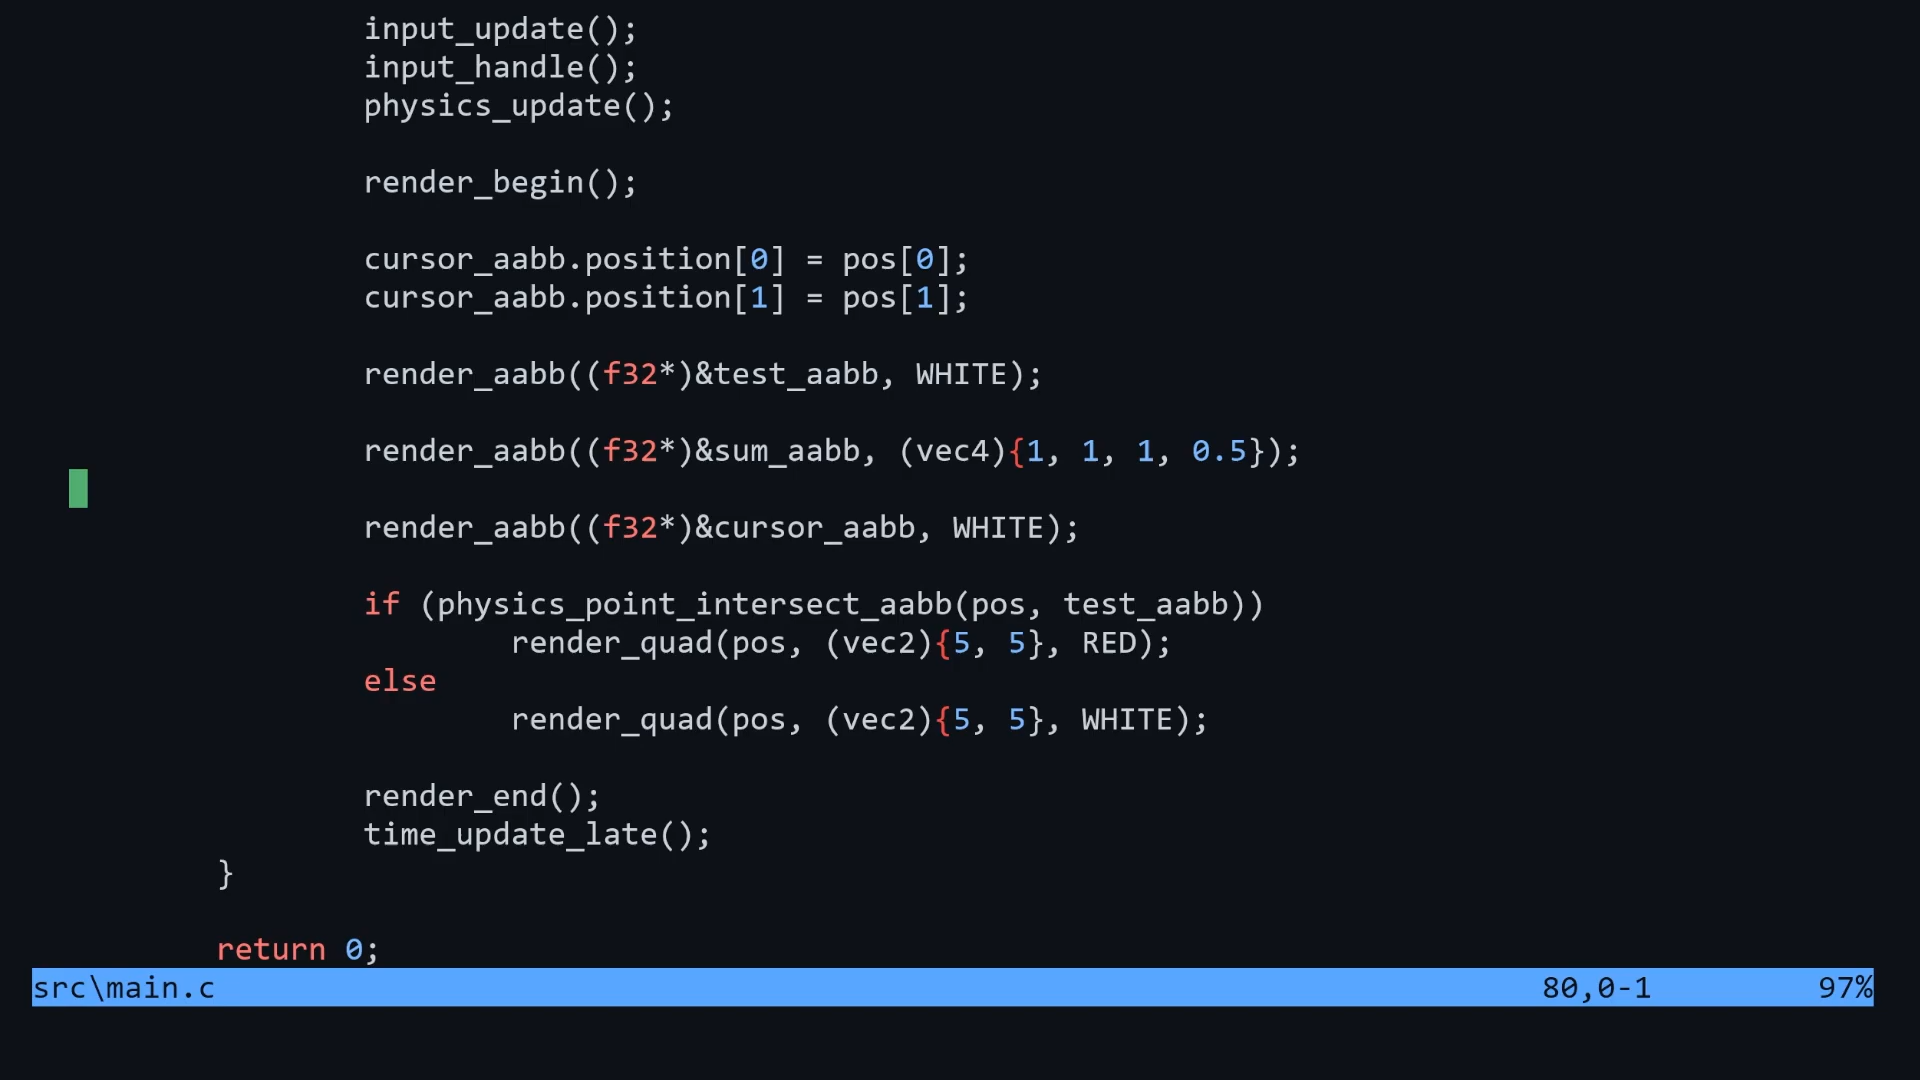 input_update();
input_handle();
physics_update();
render_begin();
cursor_aabb.position[0] = pos[0];
cursor_aabb.position[1] = pos[1];
render_aabb((f32*)&test_aabb, WHITE);
render_aabb((f32*)&sum_aabb, (vec4){1, 1, 1, 0.5});
render_aabb((f32*)&cursor_aabb, WHITE);
if (physics_point_intersect_aabb(pos, test_aabb))
render_quad(pos, (vec2){5, 5}, RED);
else
render_quad(pos, (vec2){5, 5}, WHITE);
render_end();
time_update_late();
}
return 0;
src\main.c 80,0-1 97%